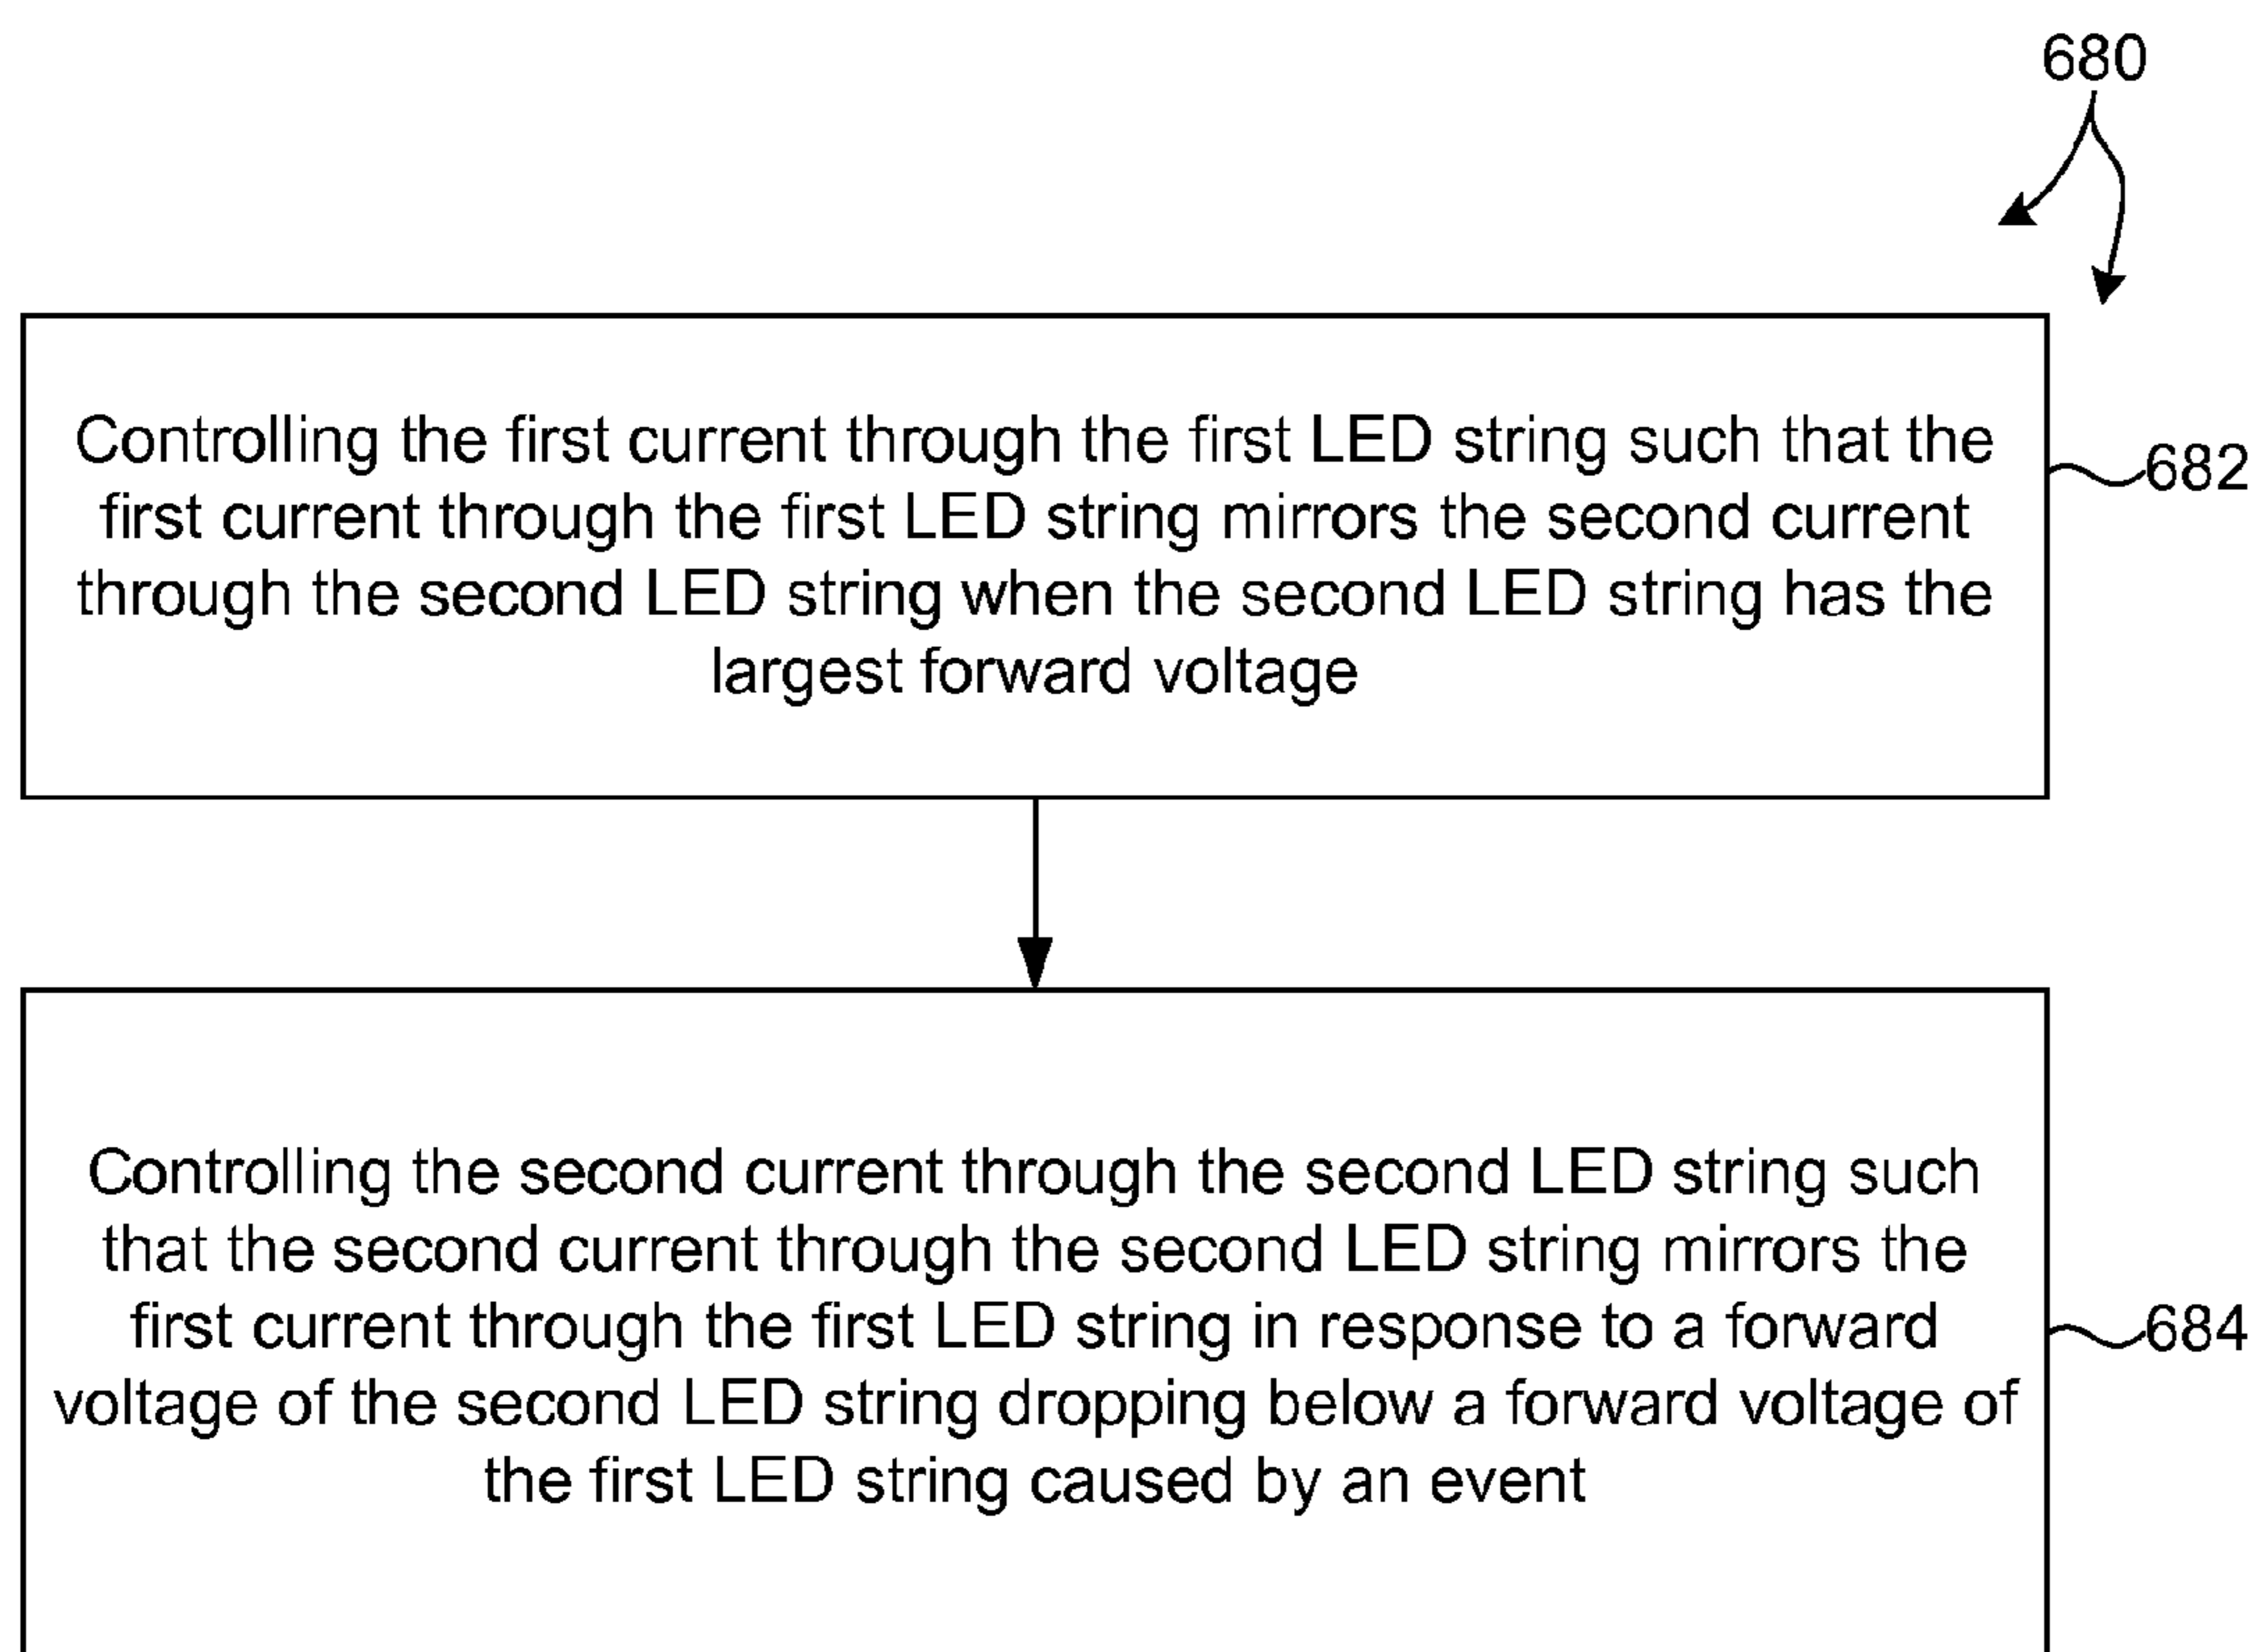 680
Controlling the first current through the first LED string such that the
first current through the first LED string mirrors the second current
through the second LED string when the second LED string has the
largest forward voltage
682
Controlling the second current through the second LED string such
that the second current through the second LED string mirrors the
first current through the first LED string in response to a forward
voltage of the second LED string dropping below a forward voltage of
the first LED string caused by an event
684